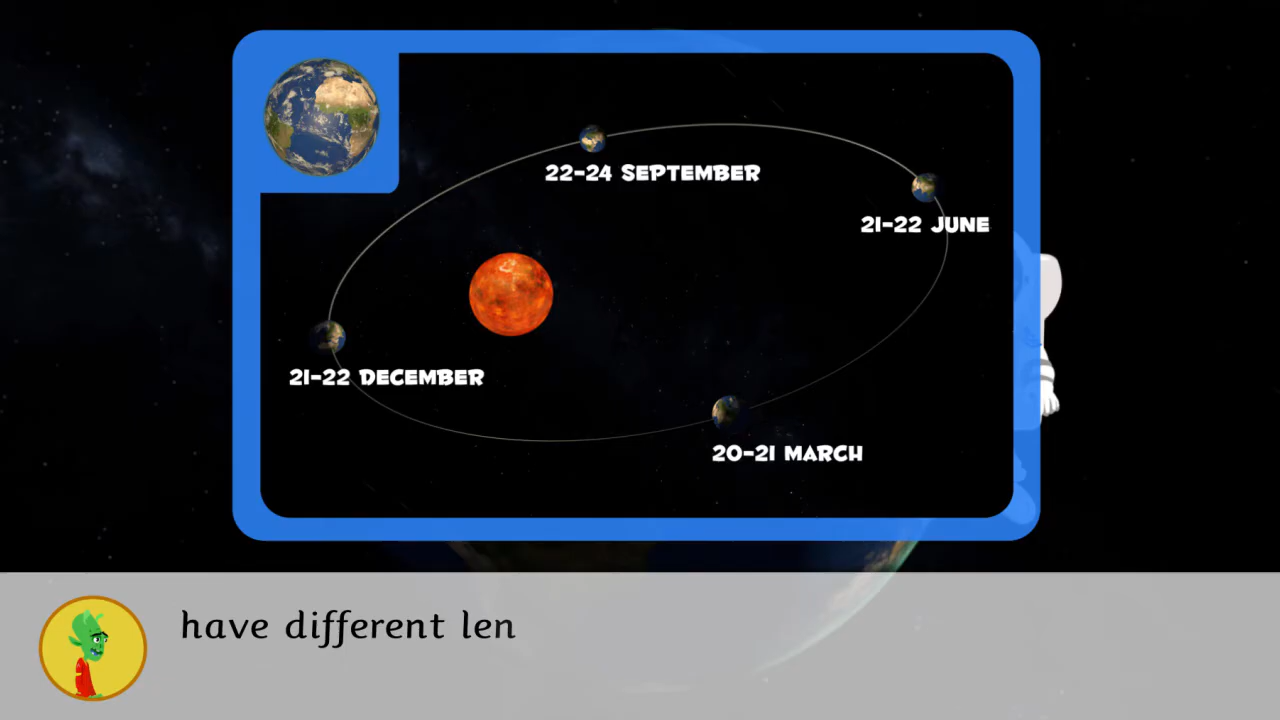 22-24 SEPTEMBER
21-22 JUNE
21-22 DECEMBER
20-21 MARCH
have different len